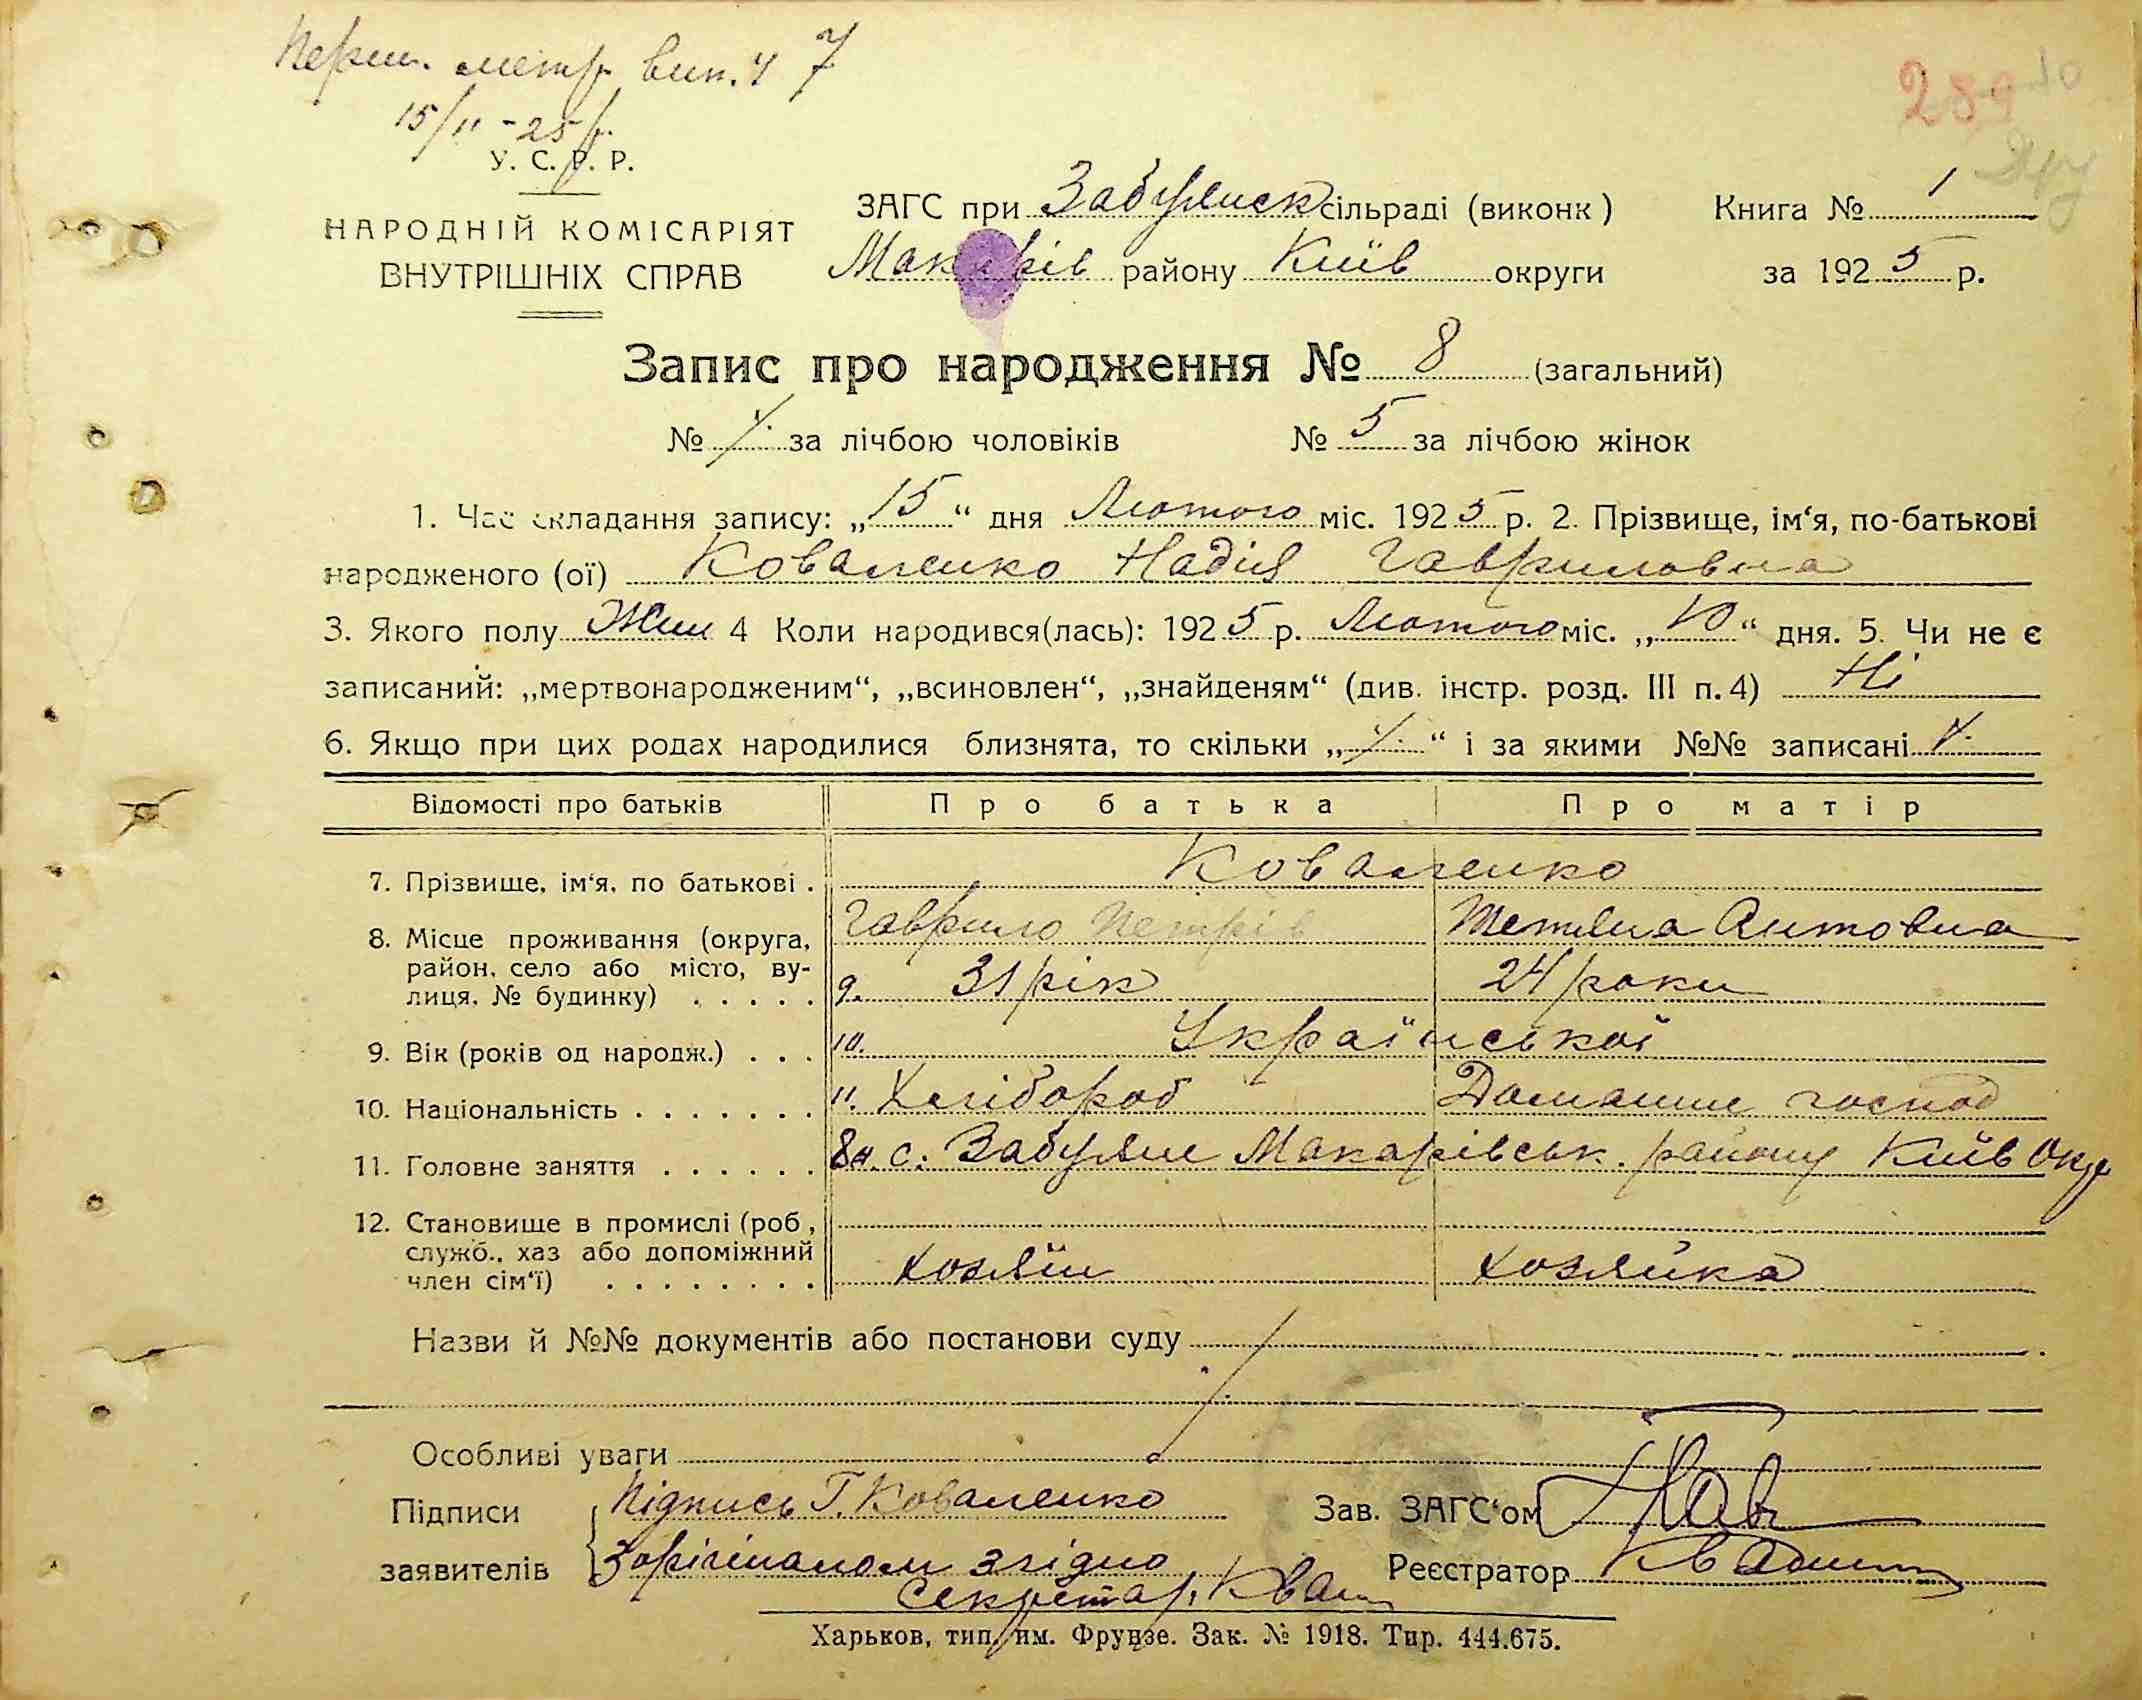 Перш. метр. вип. ч 7
15/II - 25 р.
289
У. С. Р. Р.
НАРОДНІЙ КОМІСАРІЯТ
ВНУТРІШНІХ СПРАВ
ЗАГС при Забуянск сільраді (виконк) Книга № 1
Макарів району Київ округи за 1925 р.
Запис про народження № 8 (загальний)
№ за лічбою чоловіків № 5 за лічбою жінок
1. Час складання запису: „15“ дня Лютого міс. 1925 р. 2. Прізвище, ім‘я, по-батькові
народженого (ої) Коваленко Надія Гавриловна
3. Якого полу Жин 4 Коли народився(лась): 1925 р. Лютого міс. „10“ дня. 5. Чи не є
записаний: „мертвонародженим“, „всиновлен“, „знайденям“ (див. інстр. розд. III п. 4) Ні
6. Якщо при цих родах народилися близнята, то скільки „ “ і за якими №№ записані
Відомості про батьків Про батька Про матір
7. Прізвище, ім‘я, по батькові . Коваленко
Гаврило Петрів Тетяна Антовна
8. Місце проживання (округа,
район, село або місто, ву-
лиця, № будинку) . . . . .
9. 31 рік 24 роки
9. Вік (років од народж.) . . . 10. Української
10. Національність . . . . . . . 11. Хлібороб Домашнє господ
11. Головне заняття . . . . . . 8н. с. Забуянє Макарівськ. району Київ Окр
12. Становище в промислі (роб,
служб., хаз або допоміжний
член сім‘ї) . . . . . . . . хозяїн хозяйка
Назви й №№ документів або постанови суду
Особливі уваги
Підписи Підпись Г. Коваленко Зав. ЗАГС‘ом
заявителів З орігіналом згідно Реєстратор
Секретар
Харьков, тип. им. Фрунзе. Зак. № 1918. Тир. 444.675.